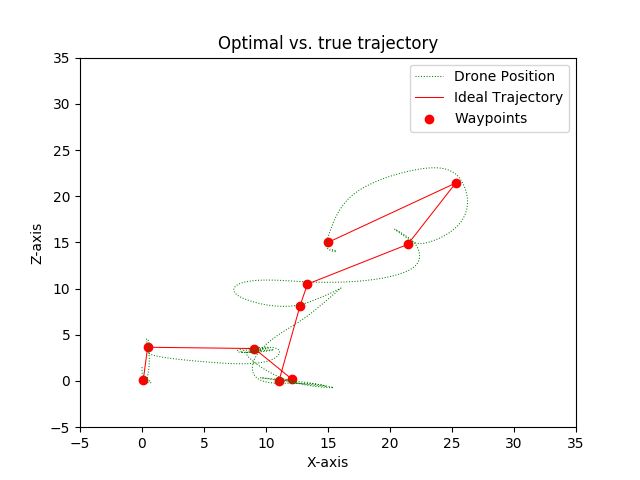 Optimal vs. true trajectory
Drone Position
Ideal Trajectory
Waypoints
Z-axis
35
30
25
20
15
10
5
0
−5
−5 0 5 10 15 20 25 30 35
X-axis